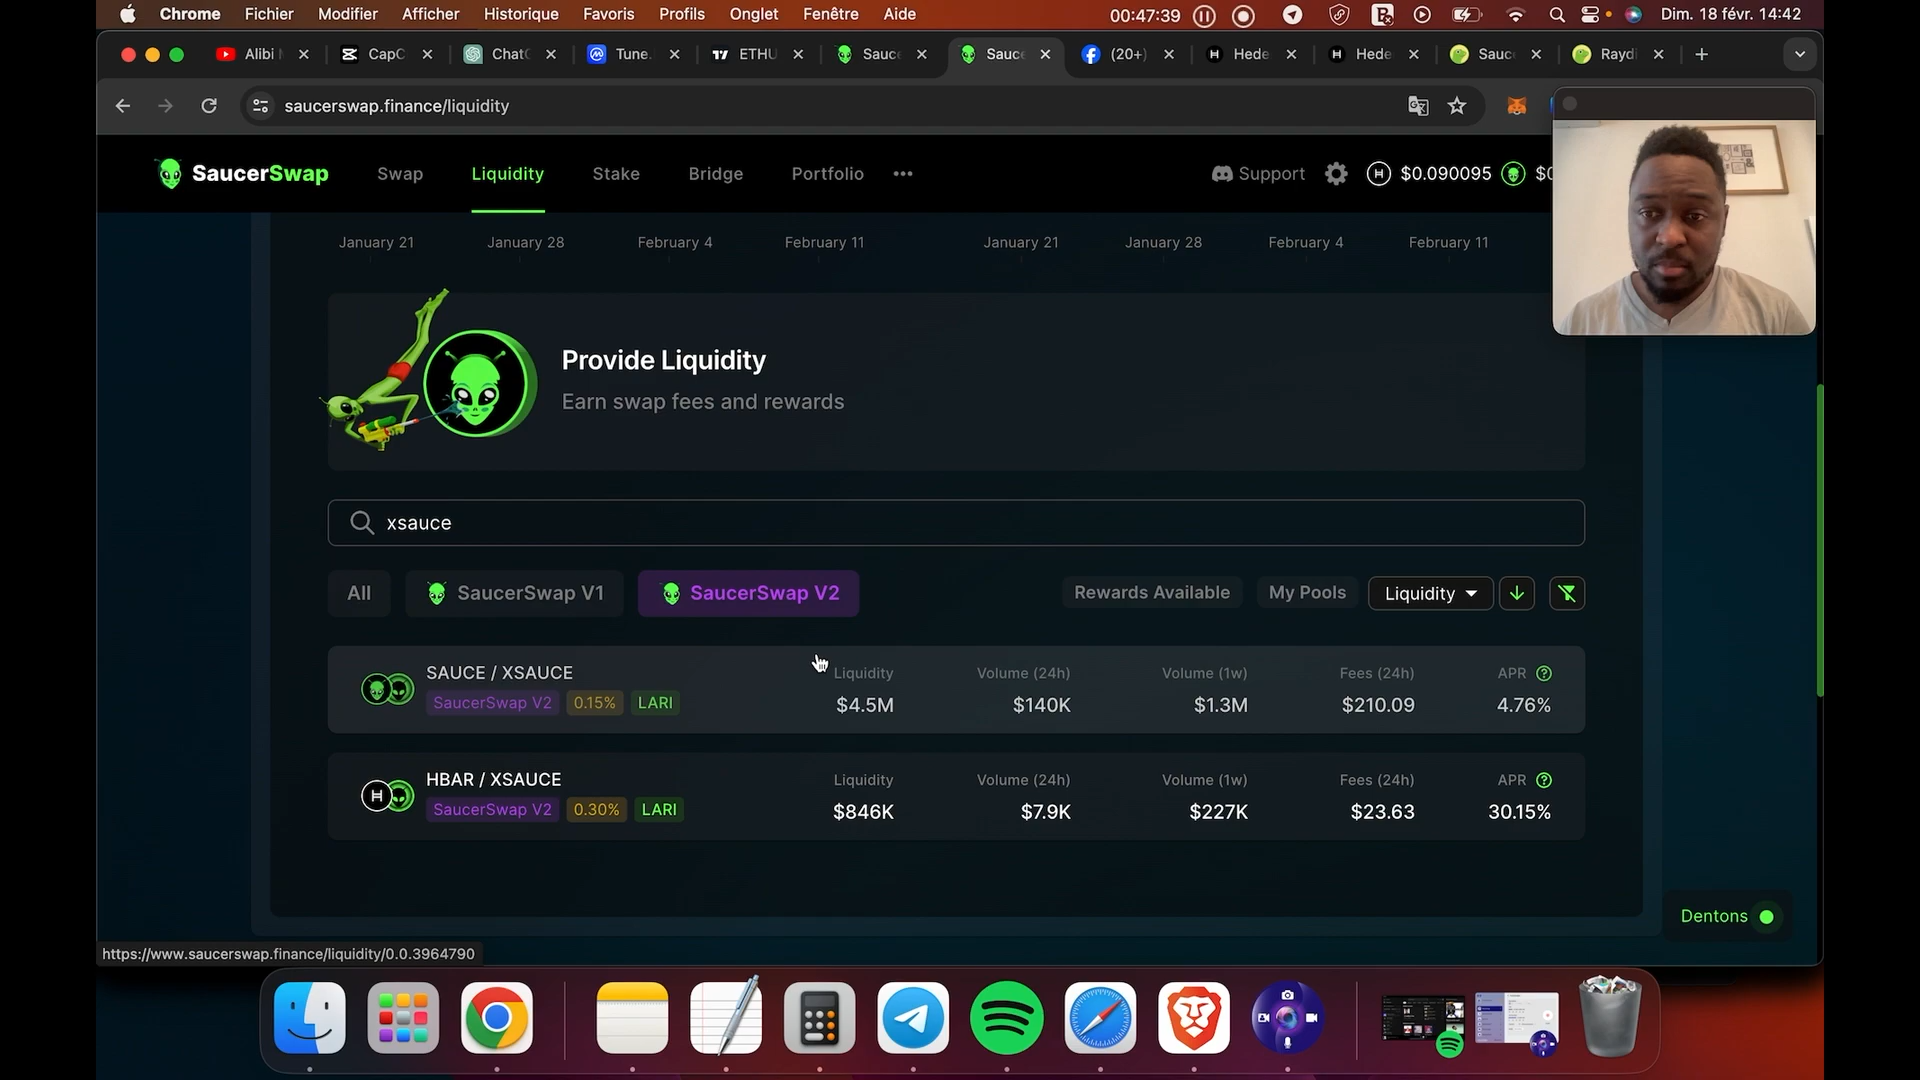 Chrome Fichier Modifier Afficher Historique Favoris Profils Onglet Fenêtre Aide 00:47:39 Dim. 18 févr. 14:42
Alibi CapC ChatG Tune. ETHU Sauce Sauce (20+) Hede Hede Sauc Raydi
saucerswap.finance/liquidity
SaucerSwap Swap Liquidity Stake Bridge Portfolio Support $0.090095
January 21 January 28 February 4 February 11 January 21 January 28 February 4 February 11
Provide Liquidity
Earn swap fees and rewards
xsauce
All SaucerSwap V1 SaucerSwap V2 Rewards Available My Pools Liquidity
SAUCE / XSAUCE Liquidity Volume (24h) Volume (1w) Fees (24h) APR
SaucerSwap V2 0.15% LARI $4.5M $140K $1.3M $210.09 4.76%
HBAR / XSAUCE Liquidity Volume (24h) Volume (1w) Fees (24h) APR
SaucerSwap V2 0.30% LARI $846K $7.9K $227K $23.63 30.15%
Dentons
https://www.saucerswap.finance/liquidity/0.0.3964790